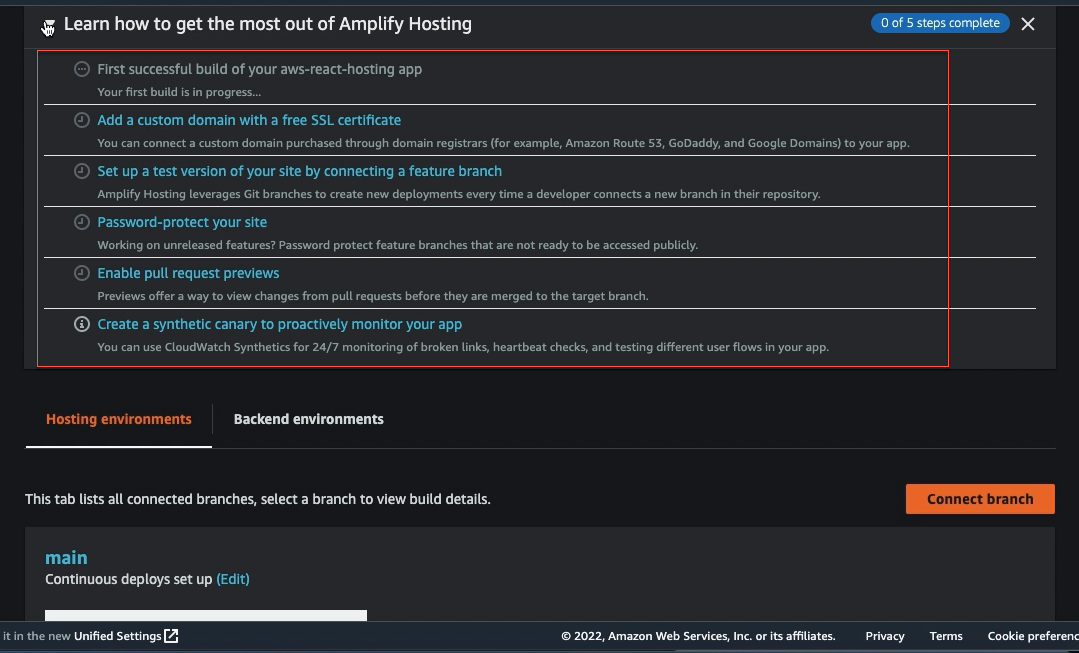 Learn how to get the most out of Amplify Hosting
0 of 5 steps complete
First successful build of your aws-react-hosting app
Your first build is in progress...
Add a custom domain with a free SSL certificate
You can connect a custom domain purchased through domain registrars (for example, Amazon Route 53, GoDaddy, and Google Domains) to your app.
Set up a test version of your site by connecting a feature branch
Amplify Hosting leverages Git branches to create new deployments every time a developer connects a new branch in their repository.
Password-protect your site
Working on unreleased features? Password protect feature branches that are not ready to be accessed publicly.
Enable pull request previews
Previews offer a way to view changes from pull requests before they are merged to the target branch.
Create a synthetic canary to proactively monitor your app
You can use CloudWatch Synthetics for 24/7 monitoring of broken links, heartbeat checks, and testing different user flows in your app.
Hosting environments
Backend environments
This tab lists all connected branches, select a branch to view build details.
Connect branch
main
Continuous deploys set up (Edit)
it in the new Unified Settings
© 2022, Amazon Web Services, Inc. or its affiliates.
Privacy
Terms
Cookie preferenc